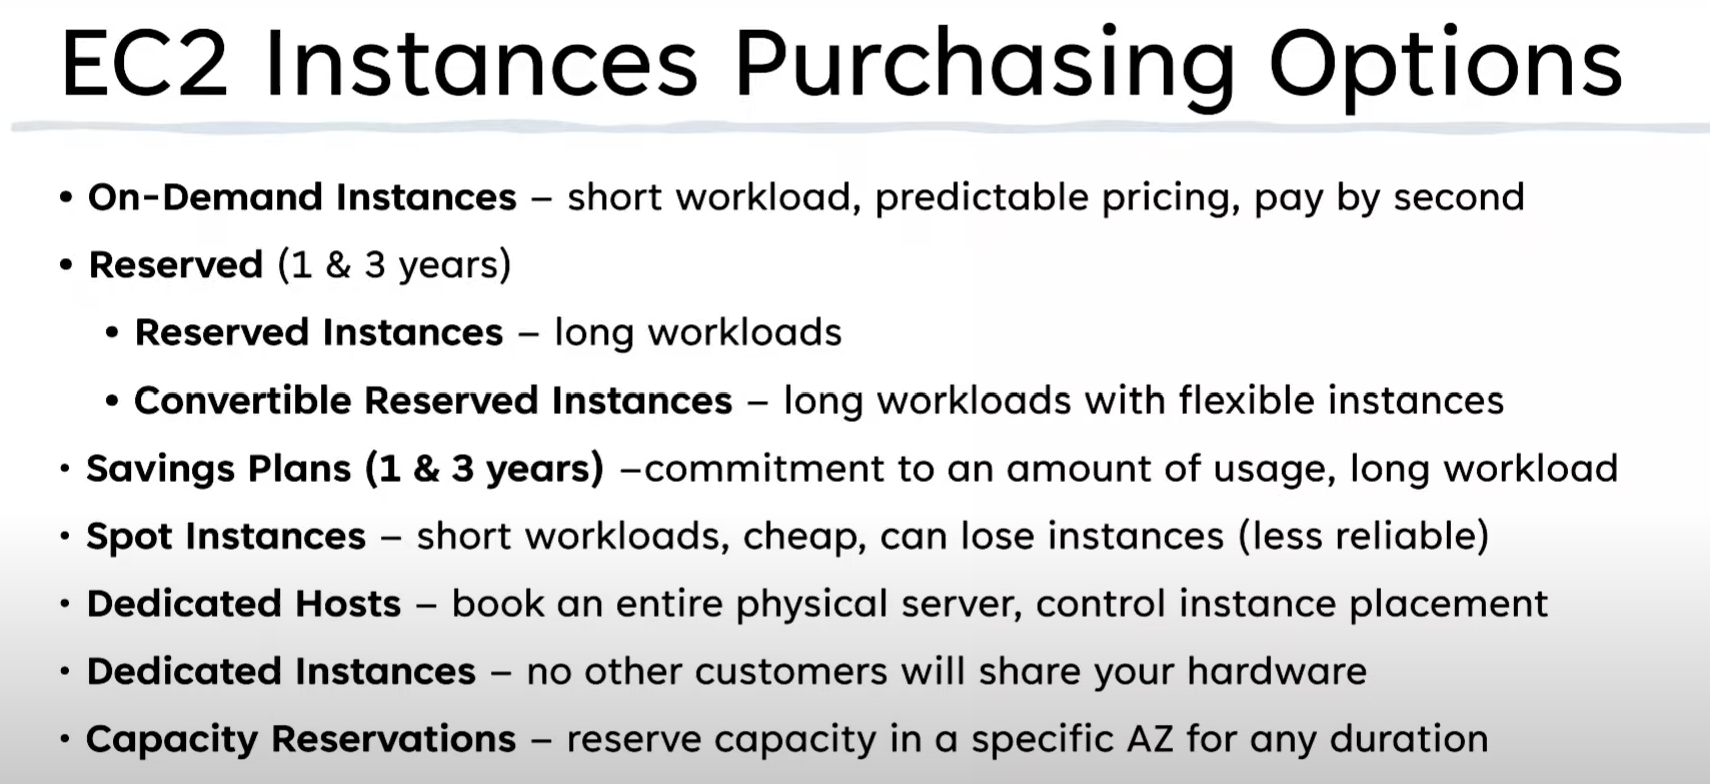 EC2 Instances Purchasing Options
• On-Demand Instances – short workload, predictable pricing, pay by second
• Reserved (1 & 3 years)
• Reserved Instances – long workloads
• Convertible Reserved Instances – long workloads with flexible instances
• Savings Plans (1 & 3 years) –commitment to an amount of usage, long workload
• Spot Instances – short workloads, cheap, can lose instances (less reliable)
• Dedicated Hosts – book an entire physical server, control instance placement
• Dedicated Instances – no other customers will share your hardware
• Capacity Reservations – reserve capacity in a specific AZ for any duration